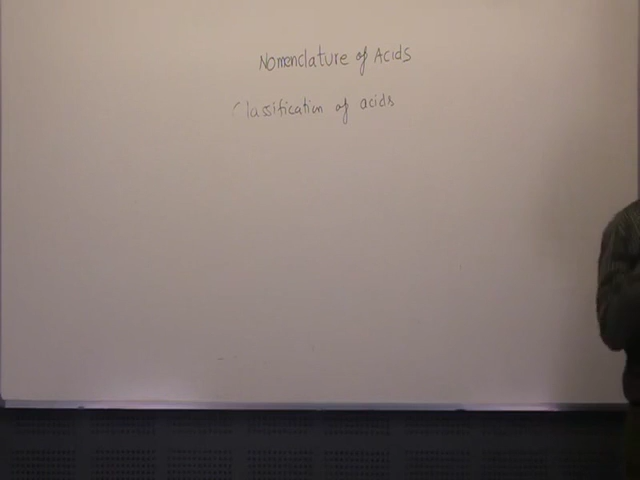 Nomenclature of Acids
Classification of acids